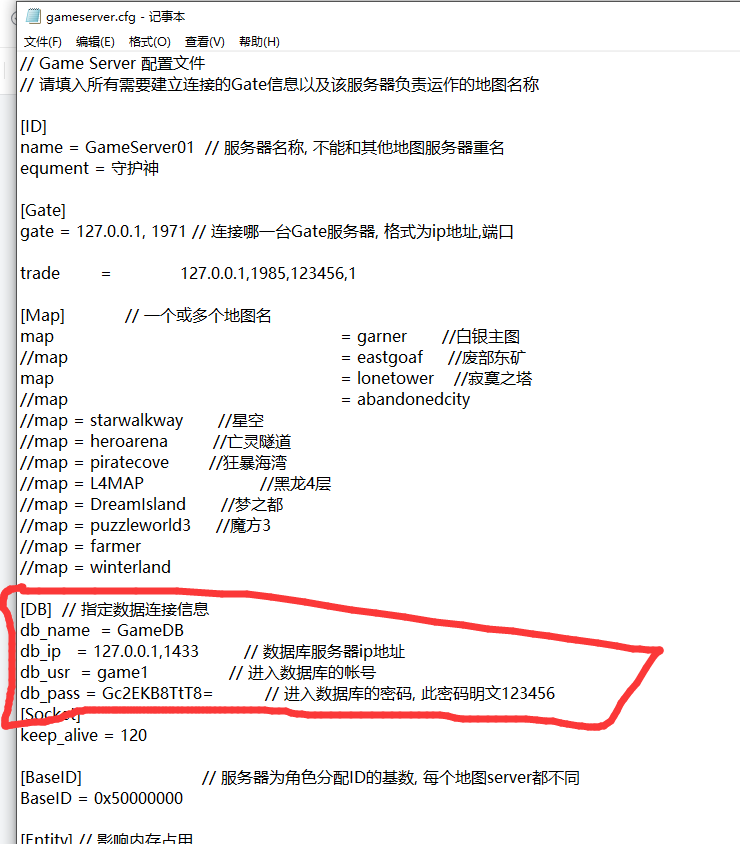 gameserver.cfg - 记事本
文件(F) 编辑(E) 格式(O) 查看(V) 帮助(H)
// Game Server 配置文件
// 请填入所有需要建立连接的Gate信息以及该服务器负责运作的地图名称
[ID]
name = GameServer01 // 服务器名称, 不能和其他地图服务器重名
equment = 守护神
[Gate]
gate = 127.0.0.1, 1971 // 连接哪一台Gate服务器, 格式为ip地址,端口
trade = 127.0.0.1,1985,123456,1
[Map] // 一个或多个地图名
map = garner //白银主图
//map = eastgoaf //废部东矿
map = lonetower //寂寞之塔
//map = abandonedcity
//map = starwalkway //星空
//map = heroarena //亡灵隧道
//map = piratecove //狂暴海湾
//map = L4MAP //黑龙4层
//map = DreamIsland //梦之都
//map = puzzleworld3 //魔方3
//map = farmer
//map = winterland
[DB] // 指定数据连接信息
db_name = GameDB
db_ip = 127.0.0.1,1433 // 数据库服务器ip地址
db_usr = game1 // 进入数据库的帐号
db_pass = Gc2EKB8TtT8= // 进入数据库的密码, 此密码明文123456
[Socket]
keep_alive = 120
[BaseID] // 服务器为角色分配ID的基数, 每个地图server都不同
BaseID = 0x50000000
[Entity] // 影响内存占用